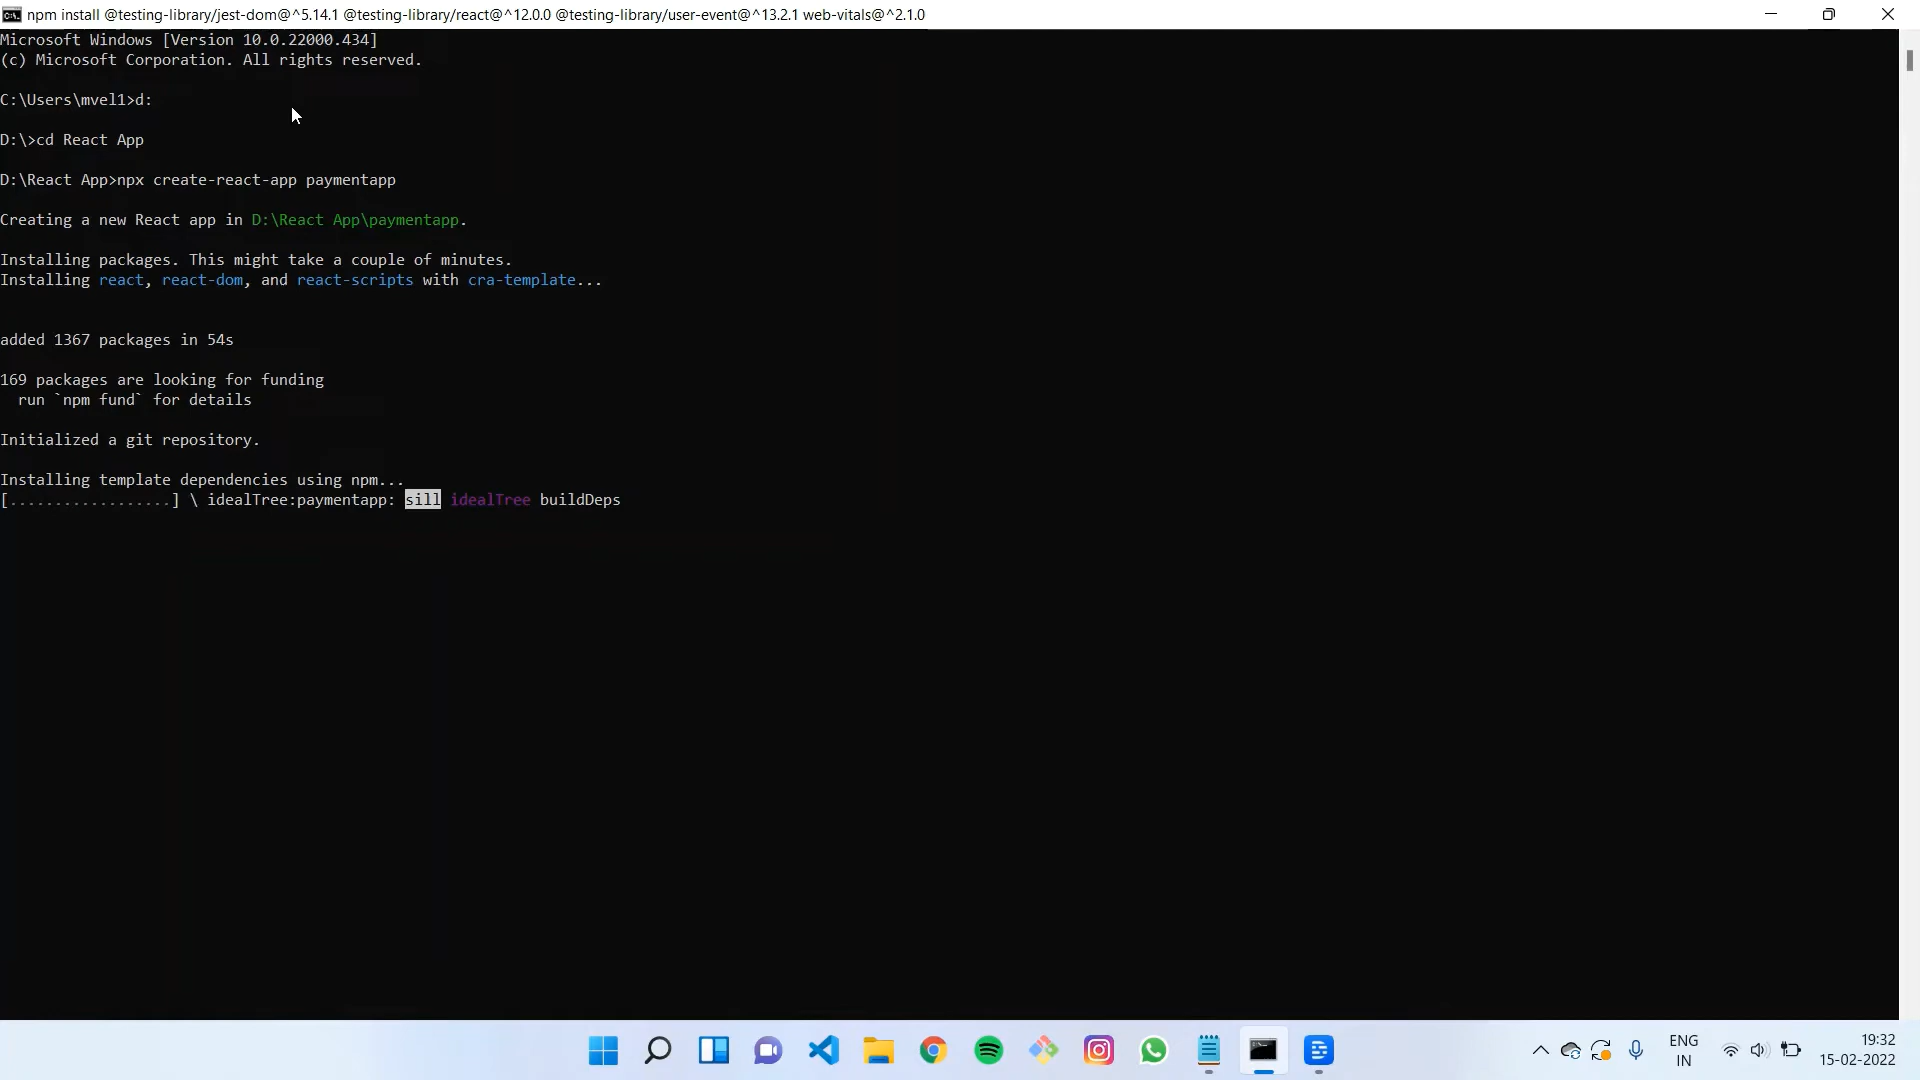 npm install @testing-library/jest-dom@^5.14.1 @testing-library/react@^12.0.0 @testing-library/user-event@^13.2.1 web-vitals@^2.1.0
Microsoft Windows [Version 10.0.22000.434]
(c) Microsoft Corporation. All rights reserved.
C:\Users\mvel1>d:
D:\>cd React App
D:\React App>npx create-react-app paymentapp
Creating a new React app in D:\React App\paymentapp.
Installing packages. This might take a couple of minutes.
Installing react, react-dom, and react-scripts with cra-template...
added 1367 packages in 54s
169 packages are looking for funding
run `npm fund` for details
Initialized a git repository.
Installing template dependencies using npm...
[..................] \ idealTree:paymentapp: sill idealTree buildDeps
ENG
IN
19:32
15-02-2022